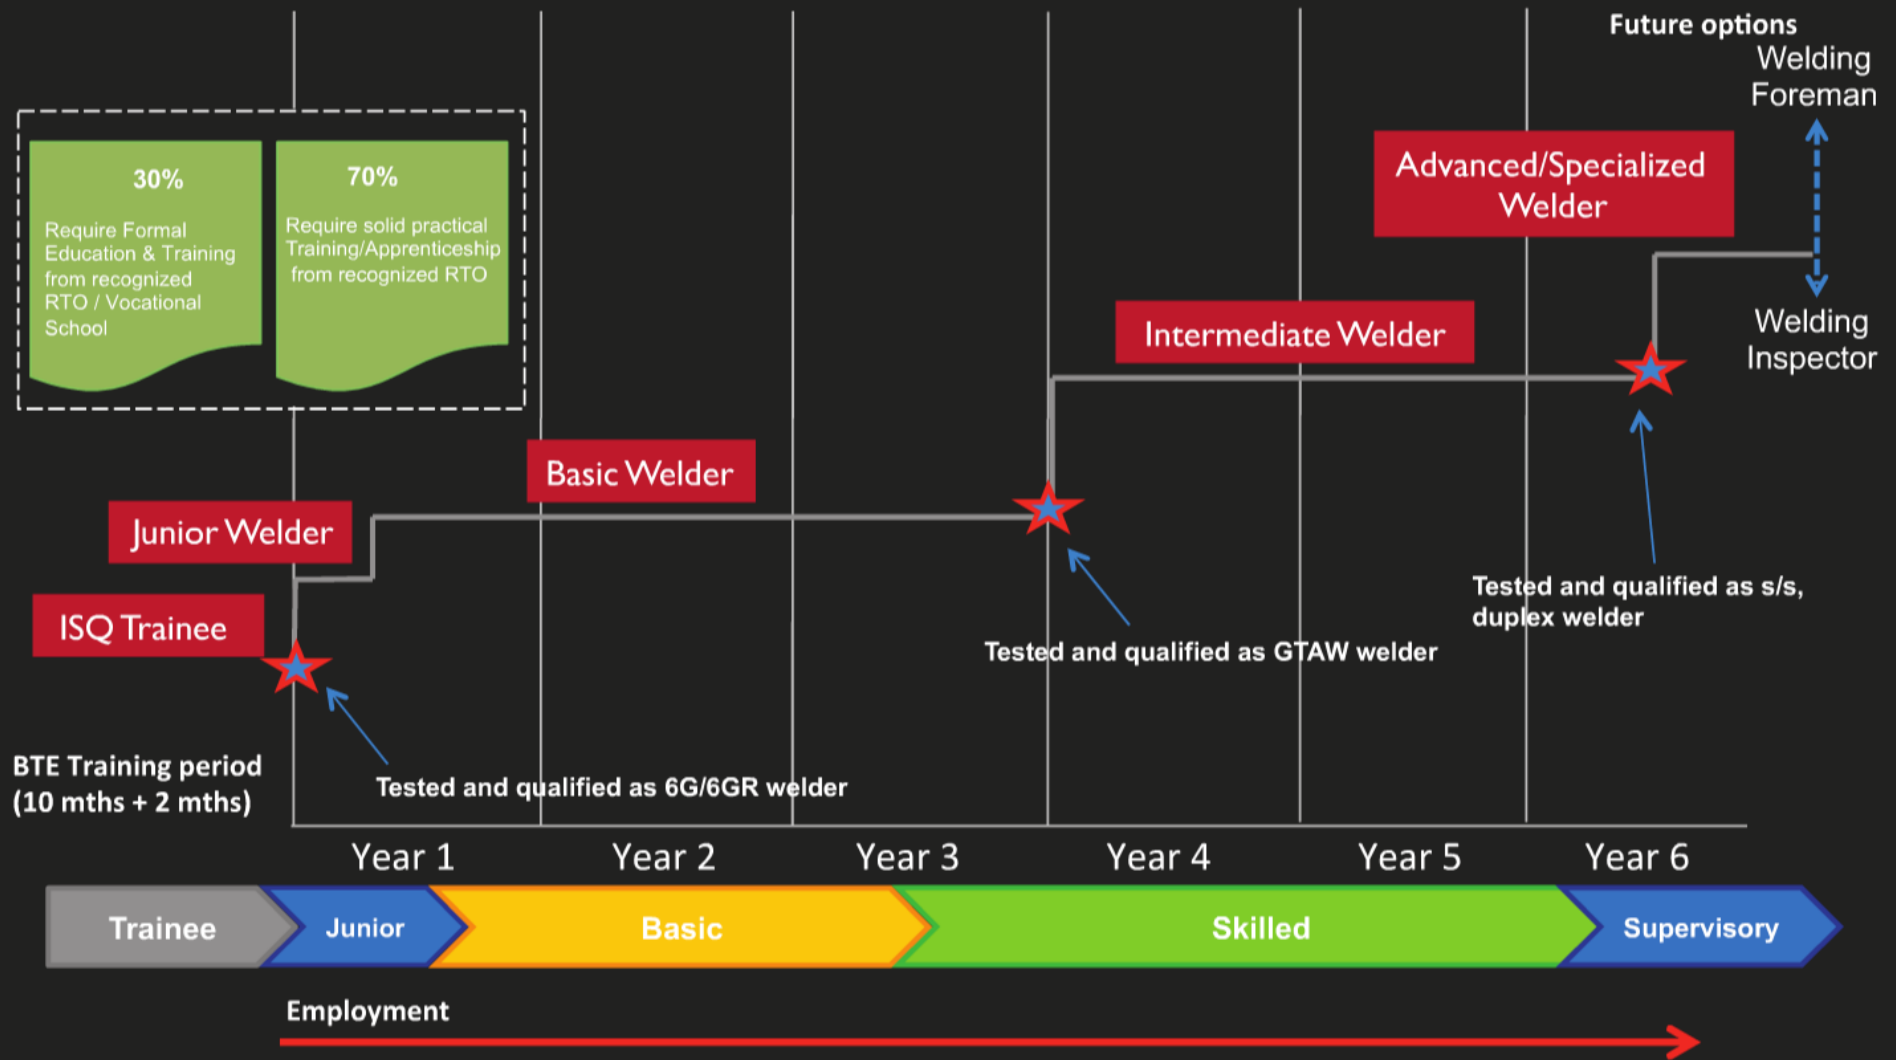 Future options
Welding
Foreman
30%
Require Formal
Education & Training
from recognized
RTO / Vocational
School
70%
Require solid practical
Training/Apprenticeship
from recognized RTO
Advanced/Specialized
Welder
Welding
Inspector
Intermediate Welder
Basic Welder
Junior Welder
ISQ Trainee
Tested and qualified as s/s,
duplex welder
Tested and qualified as GTAW welder
Tested and qualified as 6G/6GR welder
BTE Training period
(10 mths + 2 mths)
Year 1
Year 2
Year 3
Year 4
Year 5
Year 6
Trainee
Junior
Basic
Skilled
Supervisory
Employment